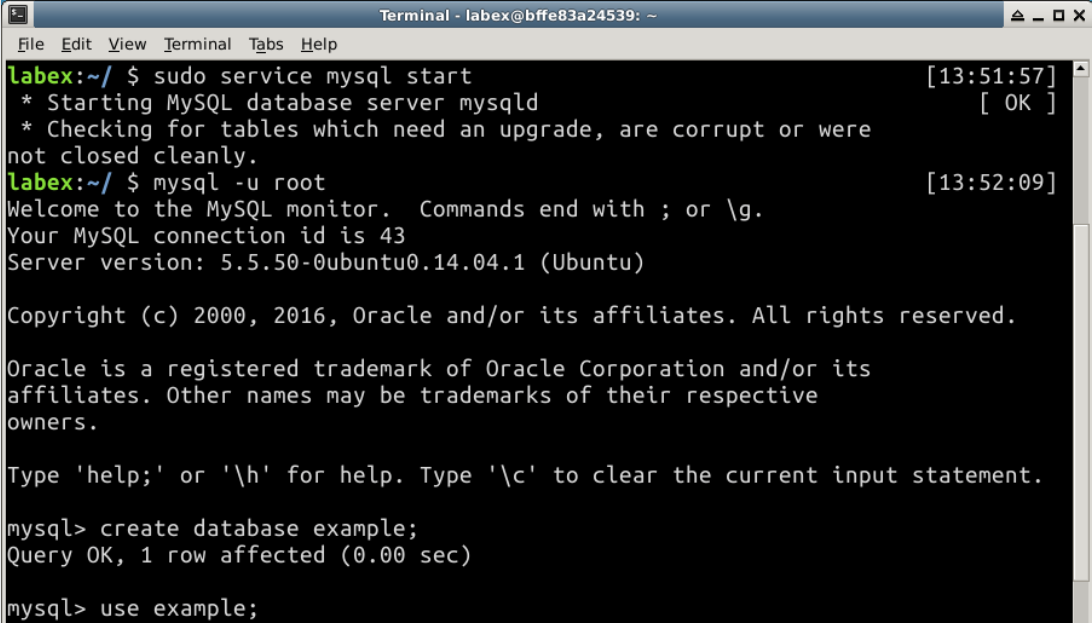 Terminal - labex@bffe83a24539: ~
File Edit View Terminal Tabs Help
labex:~/ $ sudo service mysql start [13:51:57]
 * Starting MySQL database server mysqld [ OK ]
 * Checking for tables which need an upgrade, are corrupt or were
not closed cleanly.
labex:~/ $ mysql -u root [13:52:09]
Welcome to the MySQL monitor.  Commands end with ; or \g.
Your MySQL connection id is 43
Server version: 5.5.50-0ubuntu0.14.04.1 (Ubuntu)

Copyright (c) 2000, 2016, Oracle and/or its affiliates. All rights reserved.

Oracle is a registered trademark of Oracle Corporation and/or its
affiliates. Other names may be trademarks of their respective
owners.

Type 'help;' or '\h' for help. Type '\c' to clear the current input statement.

mysql> create database example;
Query OK, 1 row affected (0.00 sec)

mysql> use example;